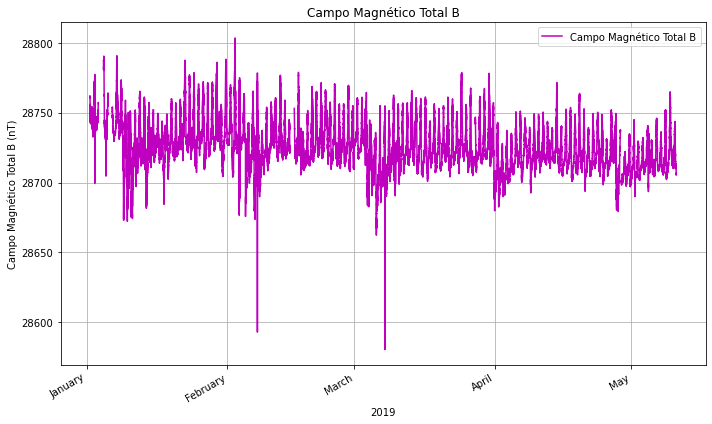 Campo Magnético Total B
Campo Magnético Total B
Campo Magnético Total B (nT)
28800
28750
28700
28650
28600
January
February
March
April
May
2019